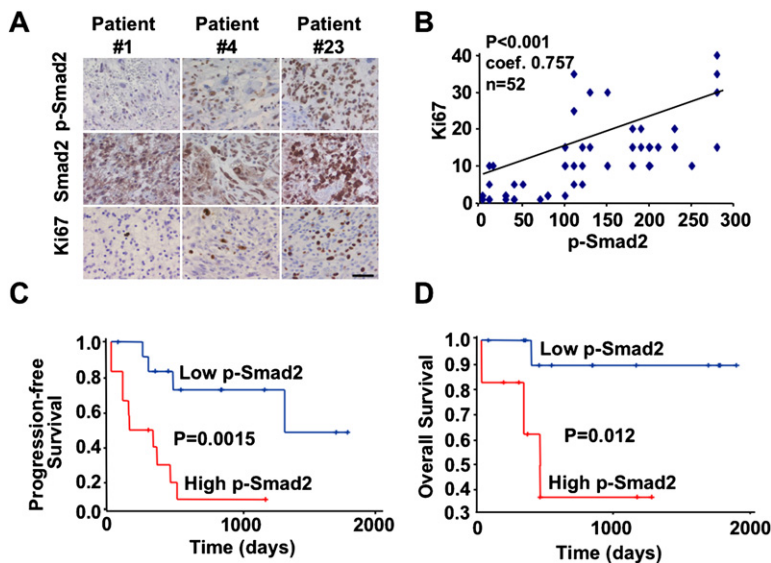 A
Patient
#1
Patient
#4
Patient
#23
p-Smad2
Smad2
Ki67
B
P<0.001
coef. 0.757
n=52
Ki67
40
30
20
10
0
0
50
100
150
200
250
300
p-Smad2
C
Progression-free
Survival
1.0
0.8
0.6
0.4
0.2
0.0
Low p-Smad2
P=0.0015
High p-Smad2
0
1000
2000
Time (days)
D
Overall Survival
1.0
0.9
0.8
0.7
0.6
0.5
0.4
0.3
Low p-Smad2
P=0.012
High p-Smad2
0
1000
2000
Time (days)